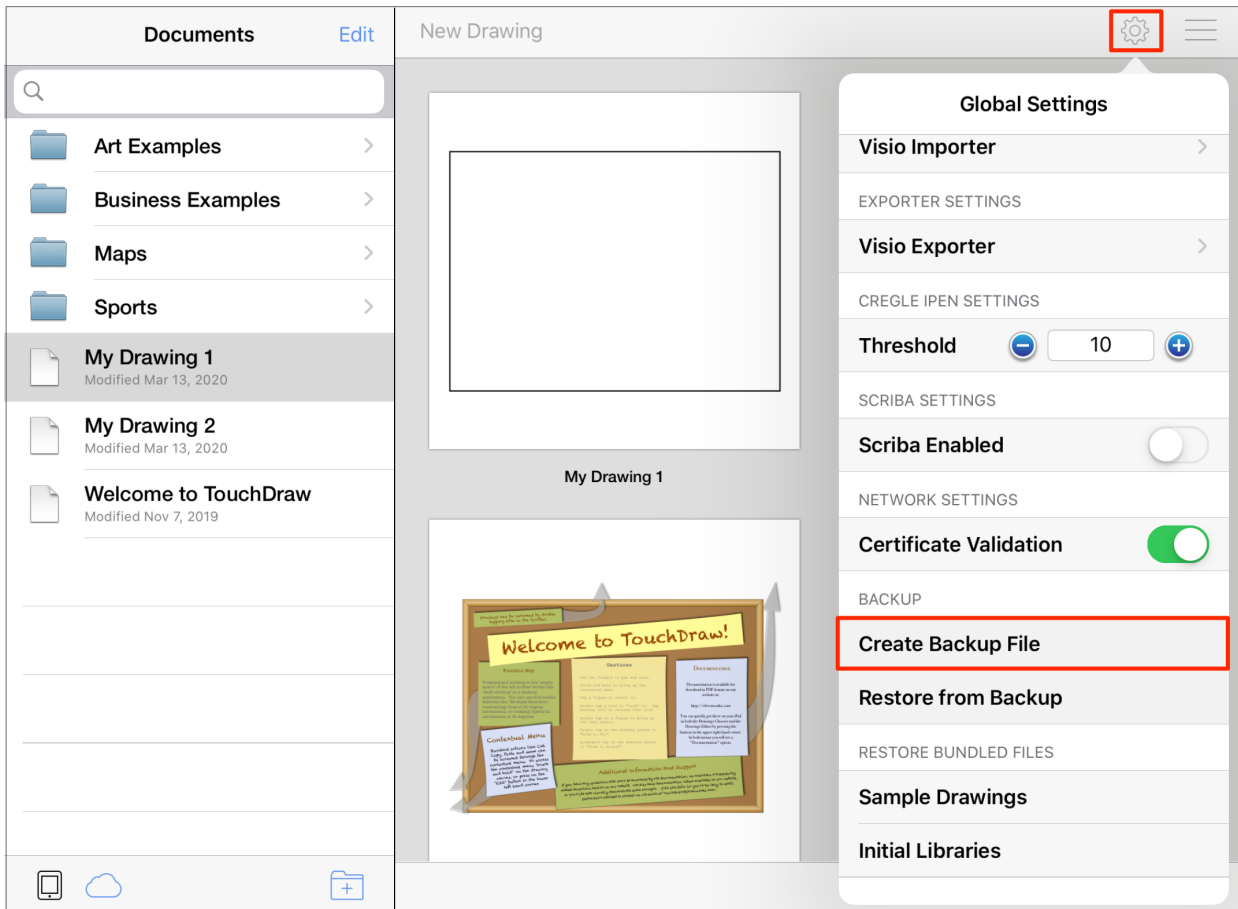 Documents
Edit
Art Examples
Business Examples
Maps
Sports
My Drawing 1
Modified Mar 13, 2020
My Drawing 2
Modified Mar 13, 2020
Welcome to TouchDraw
Modified Nov 7, 2019
New Drawing
My Drawing 1
Welcome to TouchDraw!
Gestures
Documentation
Contextual Menu
Additional Information and Support
Global Settings
Visio Importer
EXPORTER SETTINGS
Visio Exporter
CREGLE IPEN SETTINGS
Threshold
10
SCRIBA SETTINGS
Scriba Enabled
NETWORK SETTINGS
Certificate Validation
BACKUP
Create Backup File
Restore from Backup
RESTORE BUNDLED FILES
Sample Drawings
Initial Libraries